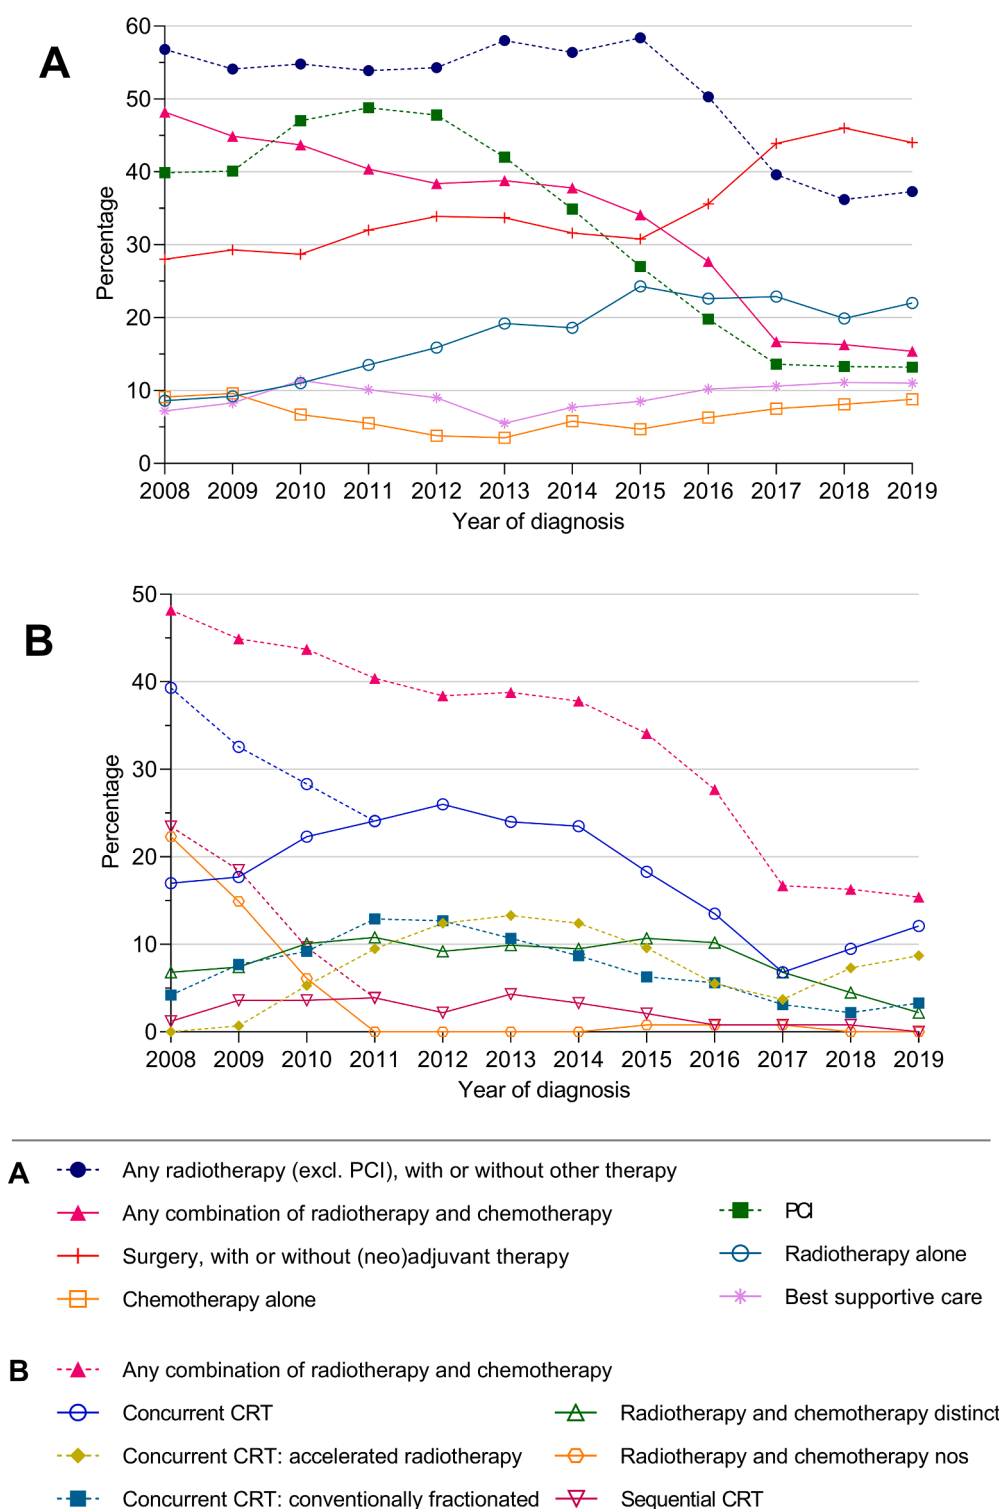 A
60
50
40
30
20
10
0
Percentage
2008 2009 2010 2011 2012 2013 2014 2015 2016 2017 2018 2019
Year of diagnosis
B
50
40
30
20
10
0
Percentage
2008 2009 2010 2011 2012 2013 2014 2015 2016 2017 2018 2019
Year of diagnosis
A
Any radiotherapy (excl. PCI), with or without other therapy
Any combination of radiotherapy and chemotherapy
PCI
Surgery, with or without (neo)adjuvant therapy
Radiotherapy alone
Chemotherapy alone
Best supportive care
B
Any combination of radiotherapy and chemotherapy
Concurrent CRT
Radiotherapy and chemotherapy distinct
Concurrent CRT: accelerated radiotherapy
Radiotherapy and chemotherapy nos
Concurrent CRT: conventionally fractionated
Sequential CRT